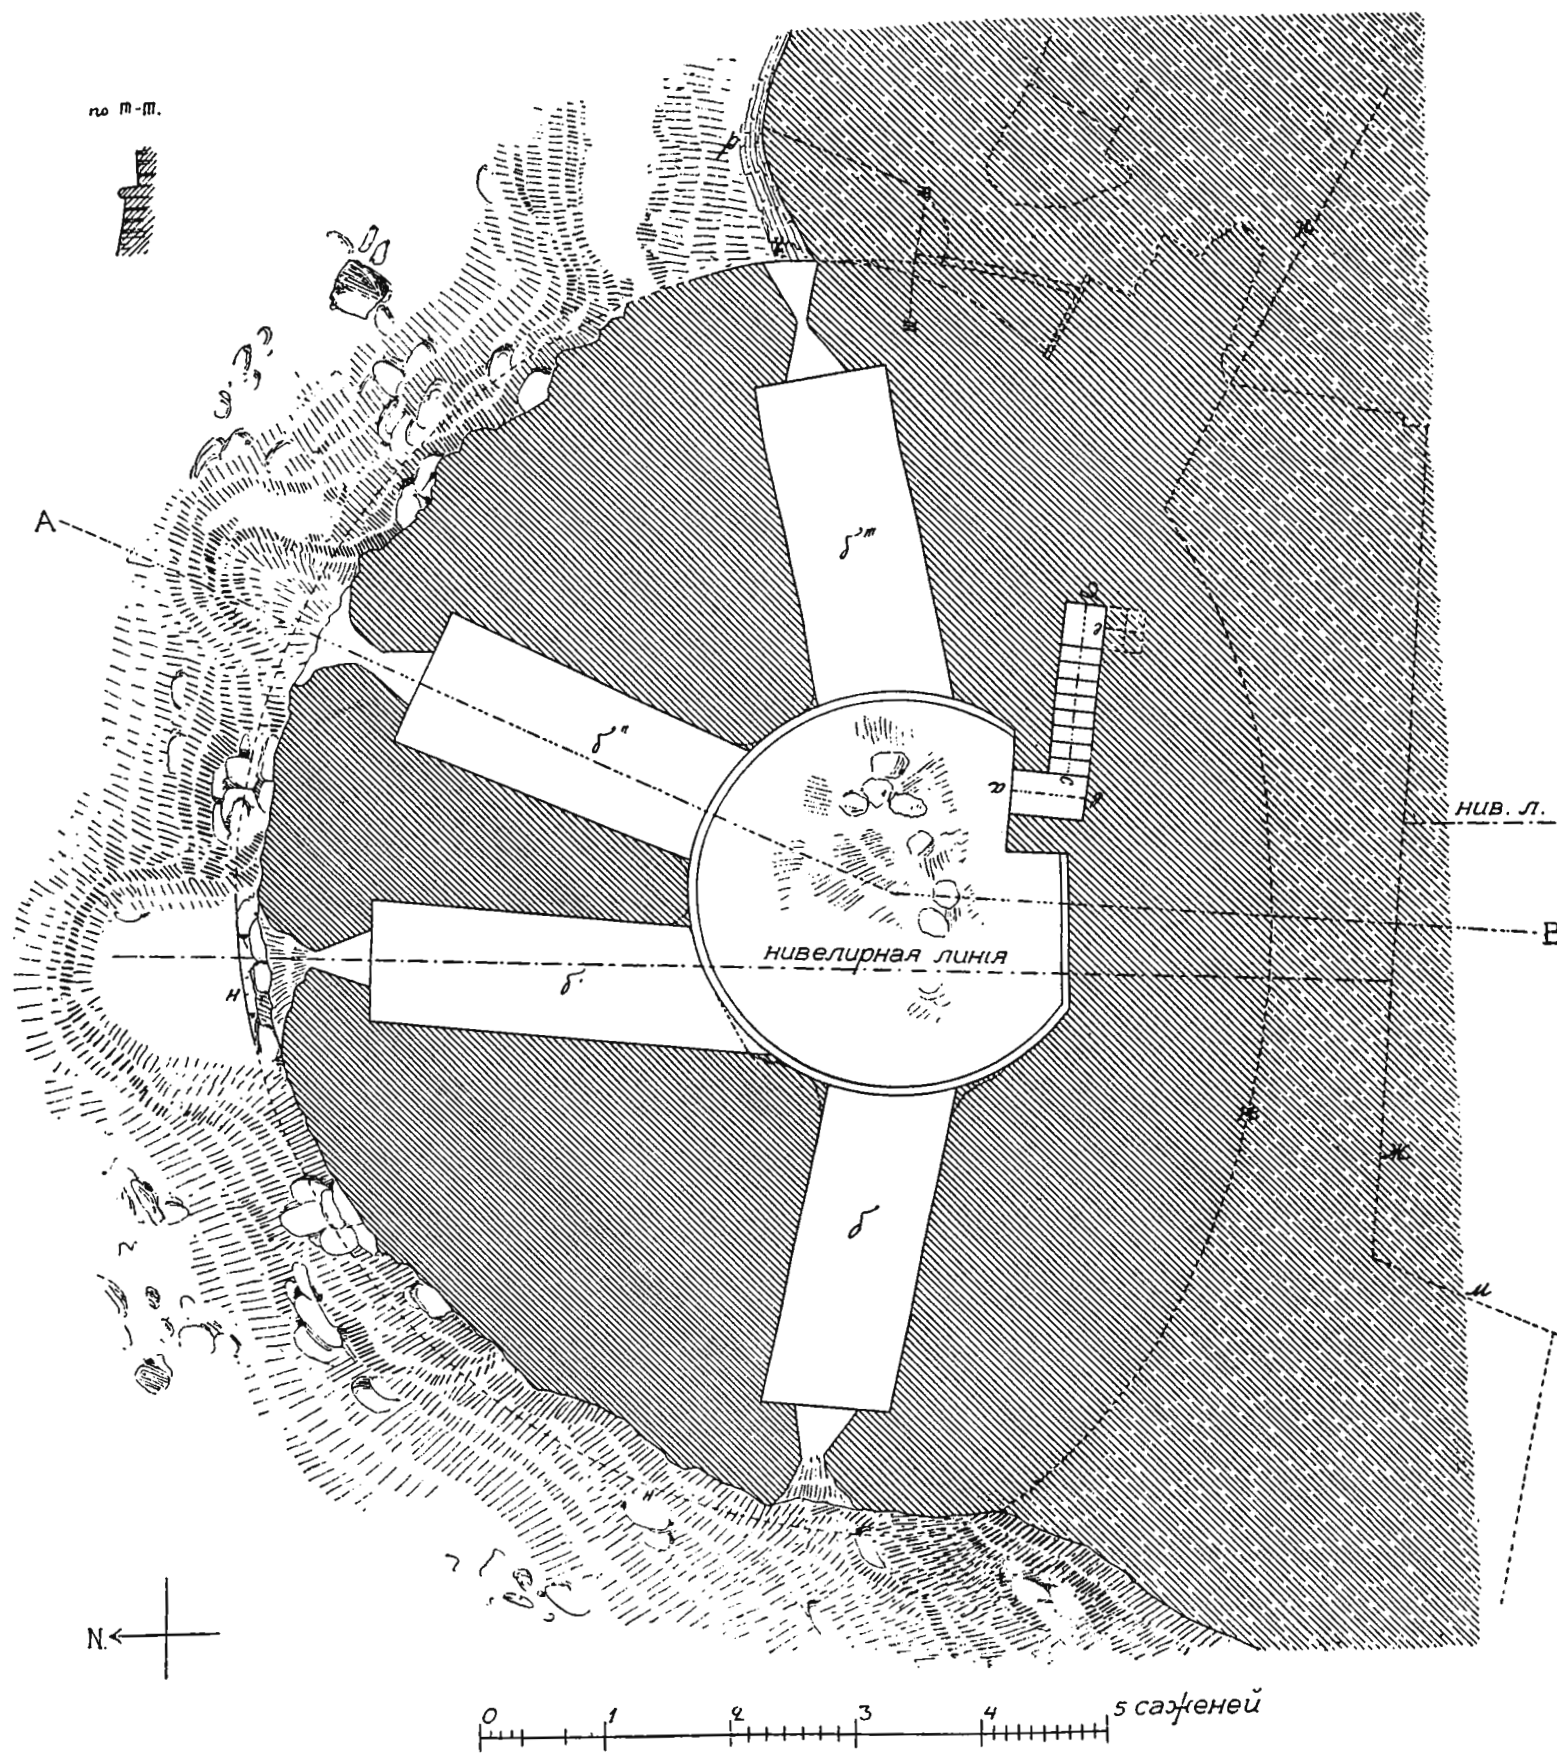 по т-т.
А
б'''
б''
а
с
г
нив. л.
В
нивелирная линія
б'
н
ж
ж
ж
б
и
н
N.
0 1 2 3 4 5 саженей